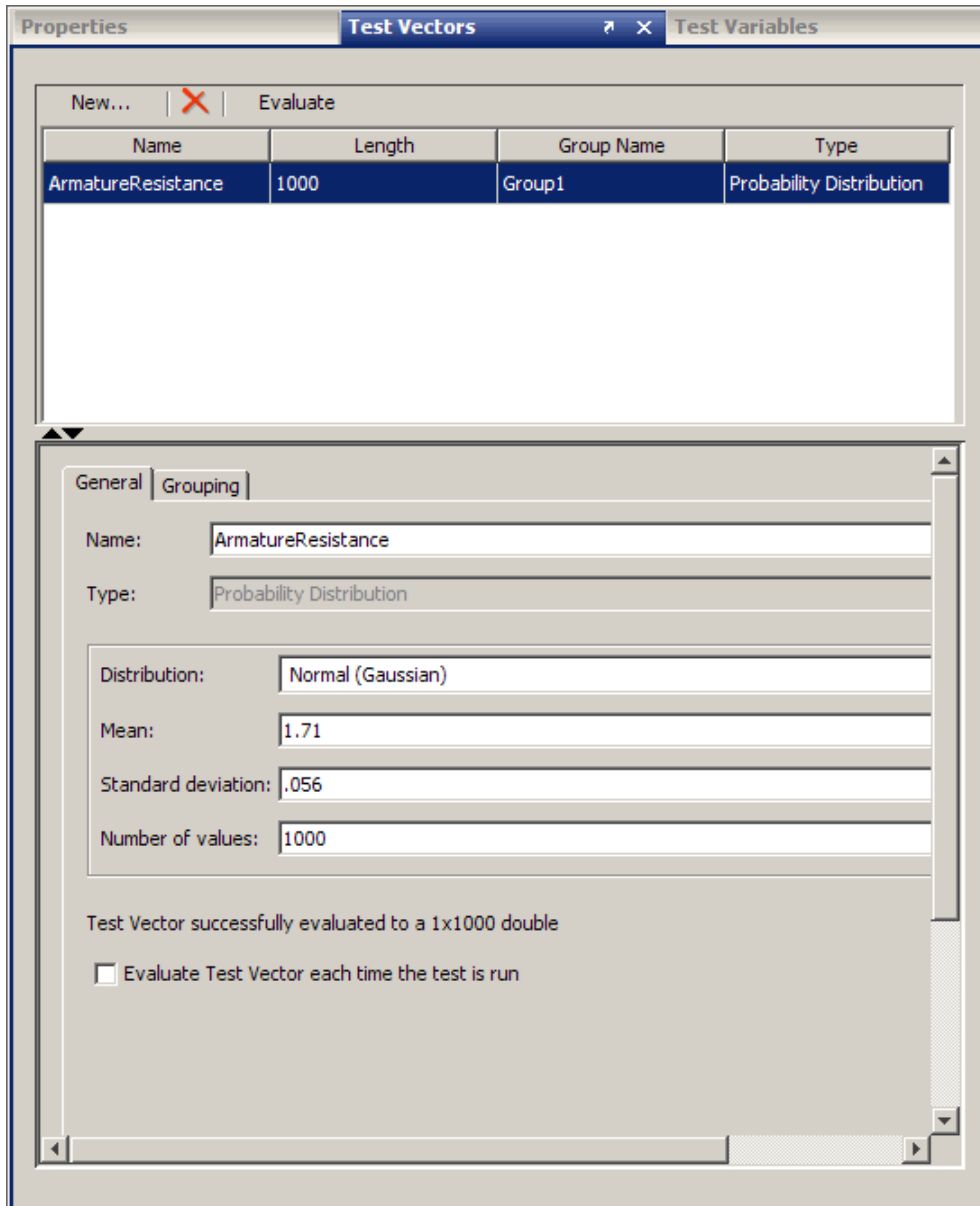 Properties Test Vectors Test Variables
New... Evaluate
Name Length Group Name Type
ArmatureResistance 1000 Group1 Probability Distribution
General Grouping
Name: ArmatureResistance
Type: Probability Distribution
Distribution: Normal (Gaussian)
Mean: 1.71
Standard deviation: .056
Number of values: 1000
Test Vector successfully evaluated to a 1x1000 double
Evaluate Test Vector each time the test is run